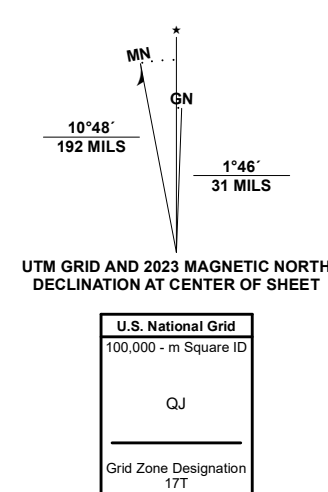 ★
MN
GN
10°48´
192 MILS
1°46´
31 MILS
UTM GRID AND 2023 MAGNETIC NORTH
DECLINATION AT CENTER OF SHEET
U.S. National Grid
100,000 - m Square ID
QJ
Grid Zone Designation
17T